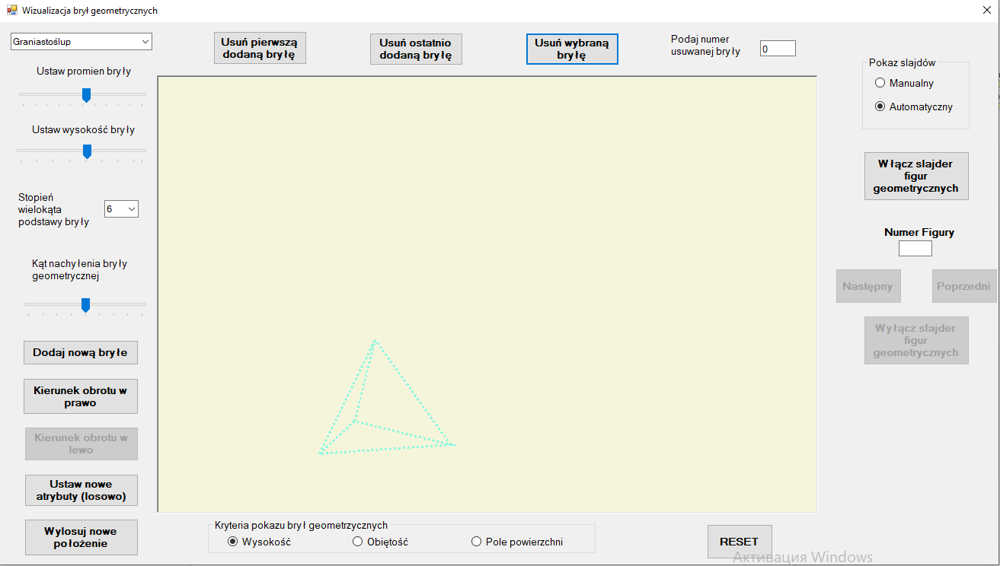 Wizualizacja brył geometrycznych
Graniastoślup
Usuń pierwszą
dodaną bryłę
Usuń ostatnio
dodaną bryłę
Usuń wybraną
bryłę
Podaj numer
usuwanej bryły
0
Ustaw promien bryły
Ustaw wysokość bryły
Stopień
wielokąta
podstawy bryły
6
Kąt nachylenia bryły
geometrycznej
Dodaj nową bryłe
Kierunek obrotu w
prawo
Kierunek obrotu w
lewo
Ustaw nowe
atrybuty (losowo)
Wylosuj nowe
położenie
Pokaz slajdów
Manualny
Automatyczny
Włącz slajder
figur
geometrycznych
Numer Figury
Następny
Poprzedni
Wyłącz slajder
figur
geometrycznych
Kryteria pokazu brył geometrzycznych
Wysokość
Objętość
Pole powierzchni
RESET
Активация Windows